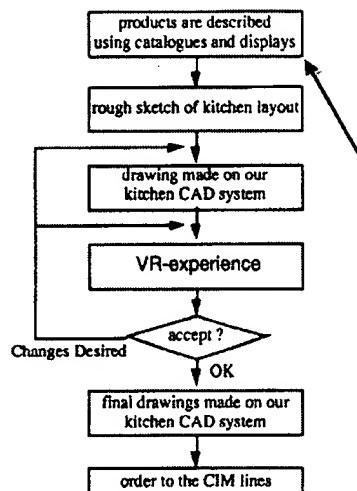 products are described
using catalogues and displays
rough sketch of kitchen layout
drawing made on our
kitchen CAD system
VR-experience
accept ?
Changes Desired
OK
final drawings made on our
kitchen CAD system
order to the CIM lines